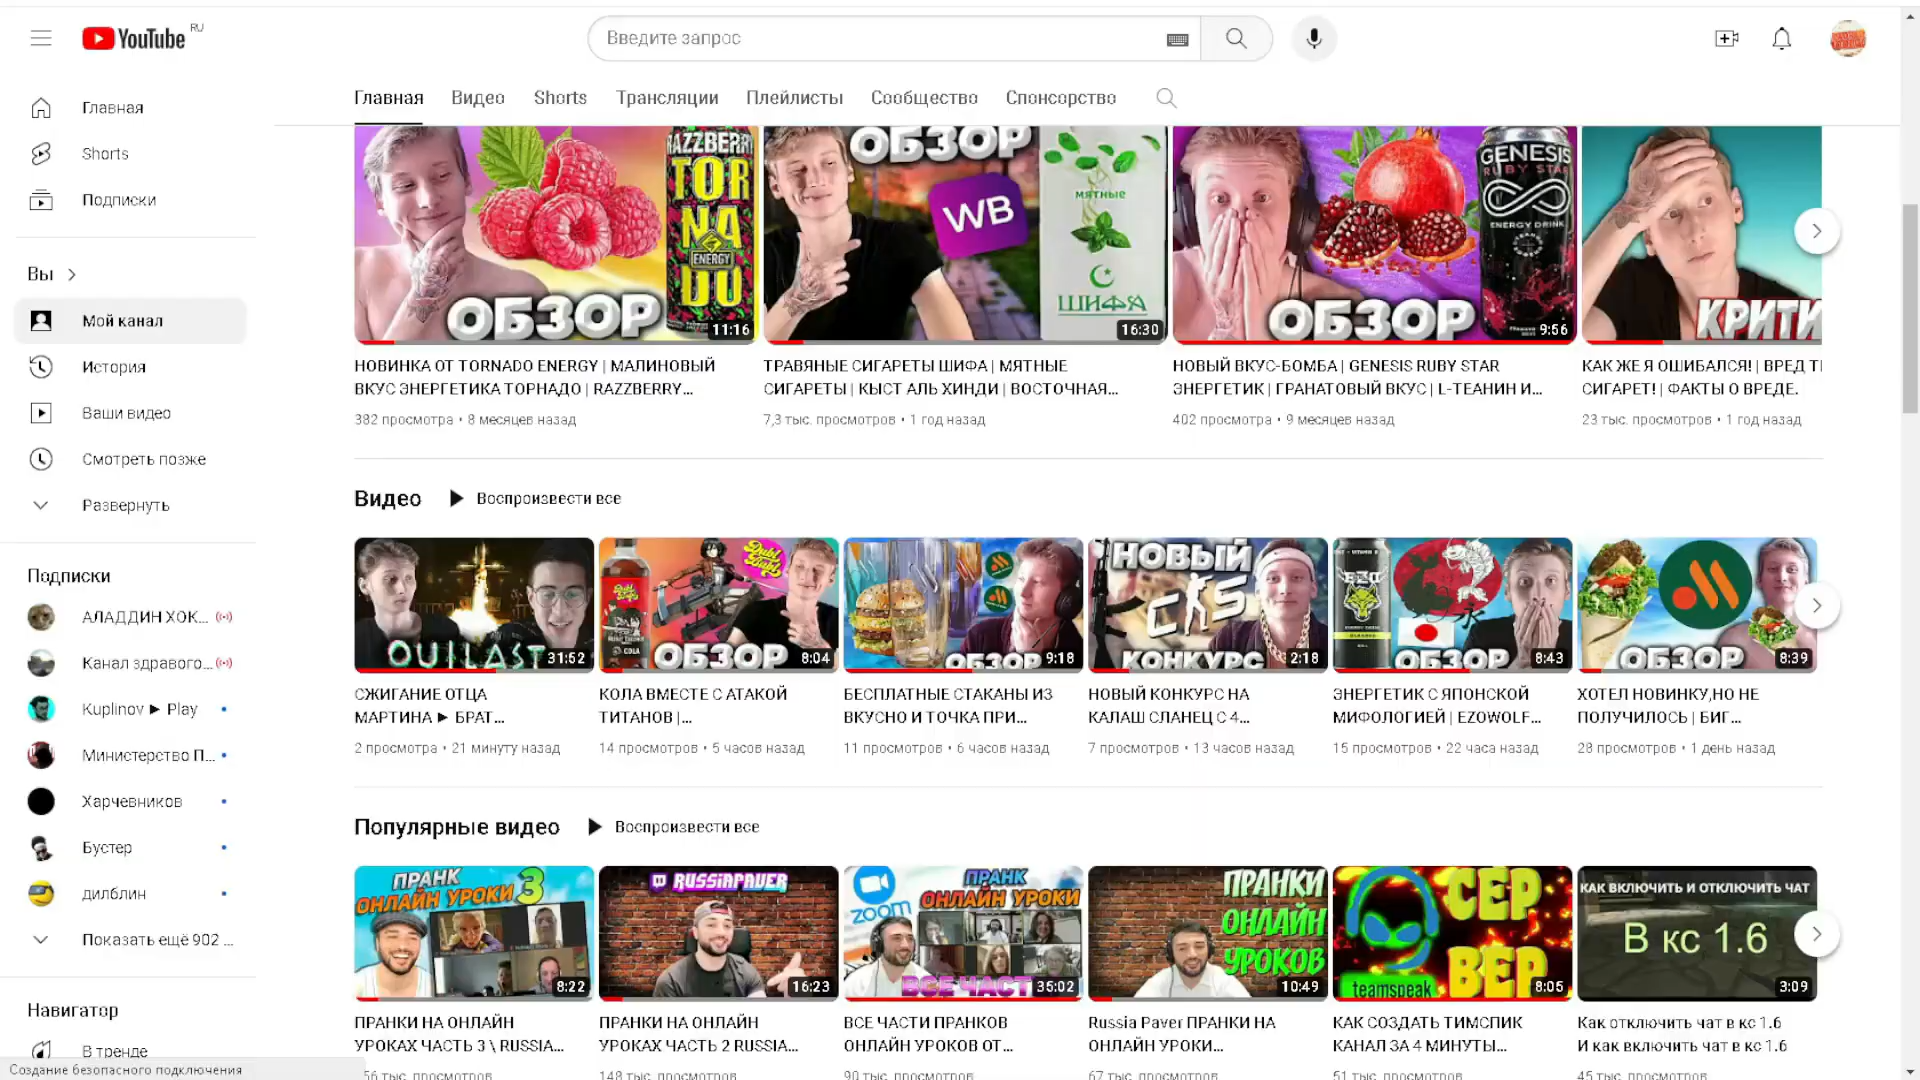 YouTube RU
Введите запрос
Главная
Видео
Shorts
Трансляции
Плейлисты
Сообщество
Спонсорство
Главная
Shorts
Подписки
Вы
Мой канал
История
Ваши видео
Смотреть позже
Развернуть
Подписки
АЛАДДИН ХОК...
Канал здравого...
Kuplinov ► Play
Министерство П...
Харчевников
Бустер
дилблин
Показать ещё 902 ...
Навигатор
В тренде
Создание безопасного подключения
RAZZBERRY
TORNADO
ENERGY
ОБЗОР
11:16
НОВИНКА ОТ TORNADO ENERGY | МАЛИНОВЫЙ
ВКУС ЭНЕРГЕТИКА ТОРНАДО | RAZZBERRY...
382 просмотра • 8 месяцев назад
ОБЗОР
WB
МЯТНЫЕ
ШИФА
16:30
ТРАВЯНЫЕ СИГАРЕТЫ ШИФА | МЯТНЫЕ
СИГАРЕТЫ | КЫСТ АЛЬ ХИНДИ | ВОСТОЧНАЯ...
7,3 тыс. просмотров • 1 год назад
GENESIS
RUBY STAR
ENERGY DRINK
ОБЗОР
9:56
НОВЫЙ ВКУС-БОМБА | GENESIS RUBY STAR
ЭНЕРГЕТИК | ГРАНАТОВЫЙ ВКУС | L-ТЕАНИН И...
402 просмотра • 9 месяцев назад
КРИТИ
КАК ЖЕ Я ОШИБАЛСЯ! | ВРЕД
СИГАРЕТ! | ФАКТЫ О ВРЕДЕ.
23 тыс. просмотров • 1 год назад
Видео
Воспроизвести все
OUTLAST
31:52
СЖИГАНИЕ ОТЦА
МАРТИНА ► БРАТ...
2 просмотра • 21 минуту назад
Dubl Bubl
COLA
ОБЗОР
8:04
КОЛА ВМЕСТЕ С АТАКОЙ
ТИТАНОВ |...
14 просмотров • 5 часов назад
ОБЗОР
9:18
БЕСПЛАТНЫЕ СТАКАНЫ ИЗ
ВКУСНО И ТОЧКА ПРИ...
11 просмотров • 6 часов назад
НОВЫЙ
CS
КОНКУРС
2:18
НОВЫЙ КОНКУРС НА
КАЛАШ СЛАНЕЦ С 4...
7 просмотров • 13 часов назад
ОБЗОР
8:43
ЭНЕРГЕТИК С ЯПОНСКОЙ
МИФОЛОГИЕЙ | EZOWOLF...
15 просмотров • 22 часа назад
ОБЗОР
8:39
ХОТЕЛ НОВИНКУ,НО НЕ
ПОЛУЧИЛОСЬ | БИГ...
28 просмотров • 1 день назад
Популярные видео
Воспроизвести все
ПРАНК
ОНЛАЙН УРОКИ 3
8:22
ПРАНКИ НА ОНЛАЙН
УРОКАХ ЧАСТЬ 3 \ RUSSIA...
тыс. просмотров
RUSSIAPAVER
16:23
ПРАНКИ НА ОНЛАЙН
УРОКАХ ЧАСТЬ 2 RUSSIA...
148 тыс. просмотров
zoom
ПРАНК
ОНЛАЙН УРОКИ
ВСЕ ЧАСТ
35:02
ВСЕ ЧАСТИ ПРАНКОВ
ОНЛАЙН УРОКОВ ОТ...
90 тыс. просмотров
ПРАНКИ
ОНЛАЙН
УРОКОВ
10:49
Russia Paver ПРАНКИ НА
ОНЛАЙН УРОКИ...
67 тыс. просмотров
СЕР
ВЕР
teamspeak
8:05
КАК СОЗДАТЬ ТИМСПИК
КАНАЛ ЗА 4 МИНУТЫ...
51 тыс. просмотров
КАК ВКЛЮЧИТЬ И ОТКЛЮЧИТЬ ЧАТ
В кс 1.6
3:09
Как отключить чат в кс 1.6
И как включить чат в кс 1.6
45 тыс. просмотров